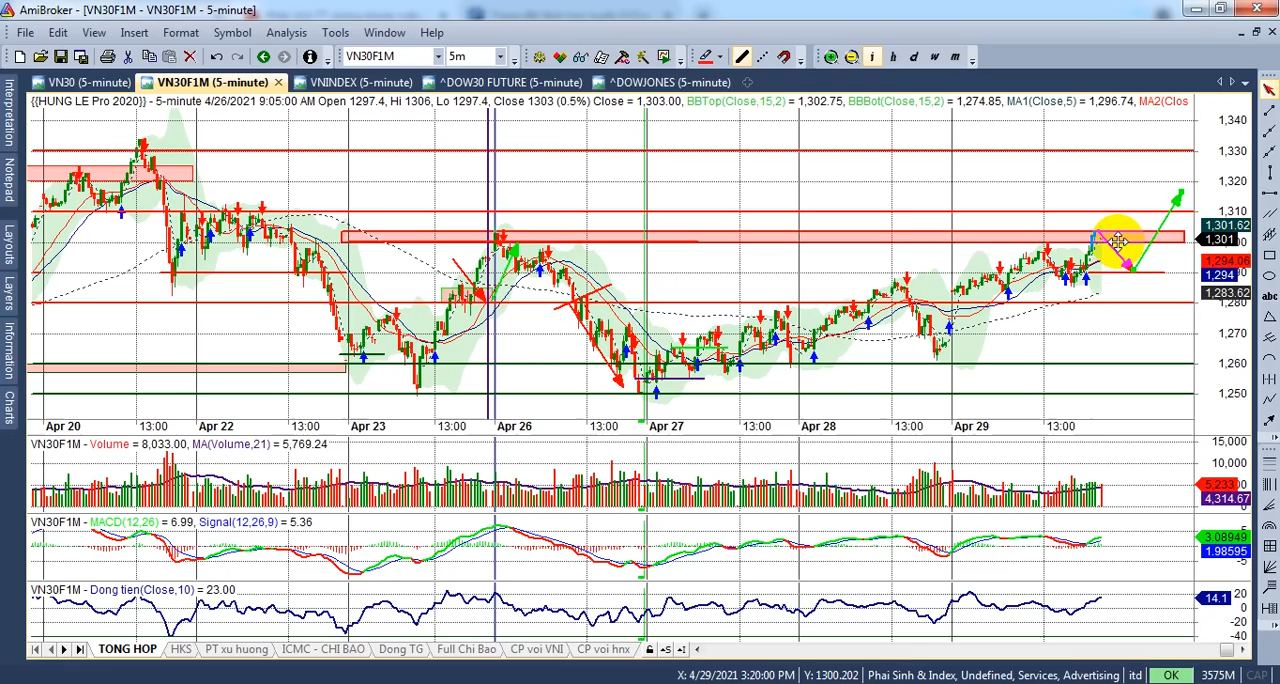 AmiBroker - [VN30F1M - VN30F1M - 5-minute]
File Edit View Insert Format Symbol Analysis Tools Window Help
VN30F1M 5m i h d w m
VN30 (5-minute) VN30F1M (5-minute) VNINDEX (5-minute) ^DOW30 FUTURE (5-minute) ^DOWJONES (5-minute)
{{HUNG LE Pro 2020}} - 5-minute 4/26/2021 9:05:00 AM Open 1297.4, Hi 1306, Lo 1297.4, Close 1303 (0.5%) Close = 1,303.00, BBTop(Close,15,2) = 1,302.75, BBBot(Close,15,2) = 1,274.85, MA1(Close,5) = 1,296.74, MA2(Clos
Interpretation
Notepad
Layouts
Layers
Information
Charts
1,340
1,330
1,320
1,310
1,301.62
1,301
1,294.06
1,294
1,283.62
1,280
1,270
1,260
1,250
abc
Apr 20 13:00 Apr 22 13:00 Apr 23 13:00 Apr 26 13:00 Apr 27 13:00 Apr 28 13:00 Apr 29 13:00
VN30F1M - Volume = 8,033.00, MA(Volume,21) = 5,769.24
15,000
10,000
5,233
4,314.67
VN30F1M - MACD(12,26) = 6.99, Signal(12,26,9) = 5.36
3.08949
1.98595
-5
VN30F1M - Dong tien(Close,10) = 23.00
20
14.1
0
-20
-40
TONG HOP HKS PT xu huong ICMC - CHI BAO Dong TG Full Chi Bao CP voi VNI CP voi hnx
X: 4/29/2021 3:20:00 PM Y: 1300.202 Phai Sinh & Index, Undefined, Services, Advertising itd OK 3575M CAP